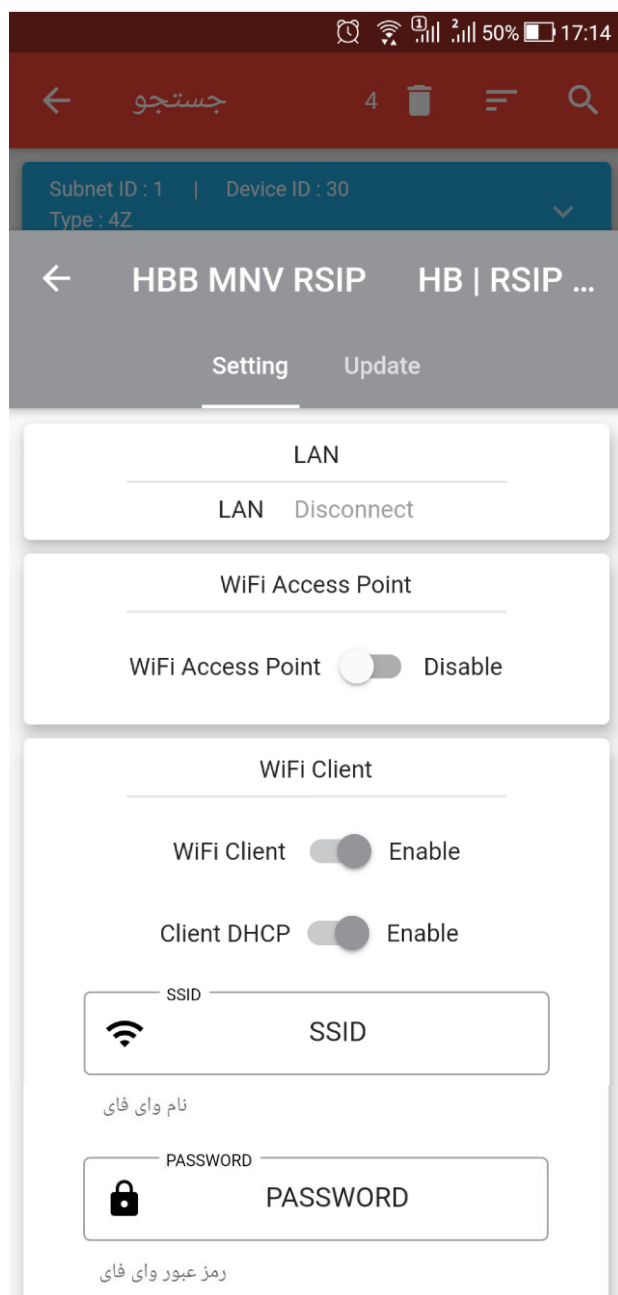 1 2 50% 17:14
جستجو 4
Subnet ID : 1 | Device ID : 30
Type : 4Z
HBB MNV RSIP HB | RSIP ...
Setting Update
LAN
LAN Disconnect
WiFi Access Point
WiFi Access Point Disable
WiFi Client
WiFi Client Enable
Client DHCP Enable
SSID
SSID
نام وای فای
PASSWORD
PASSWORD
رمز عبور وای فای